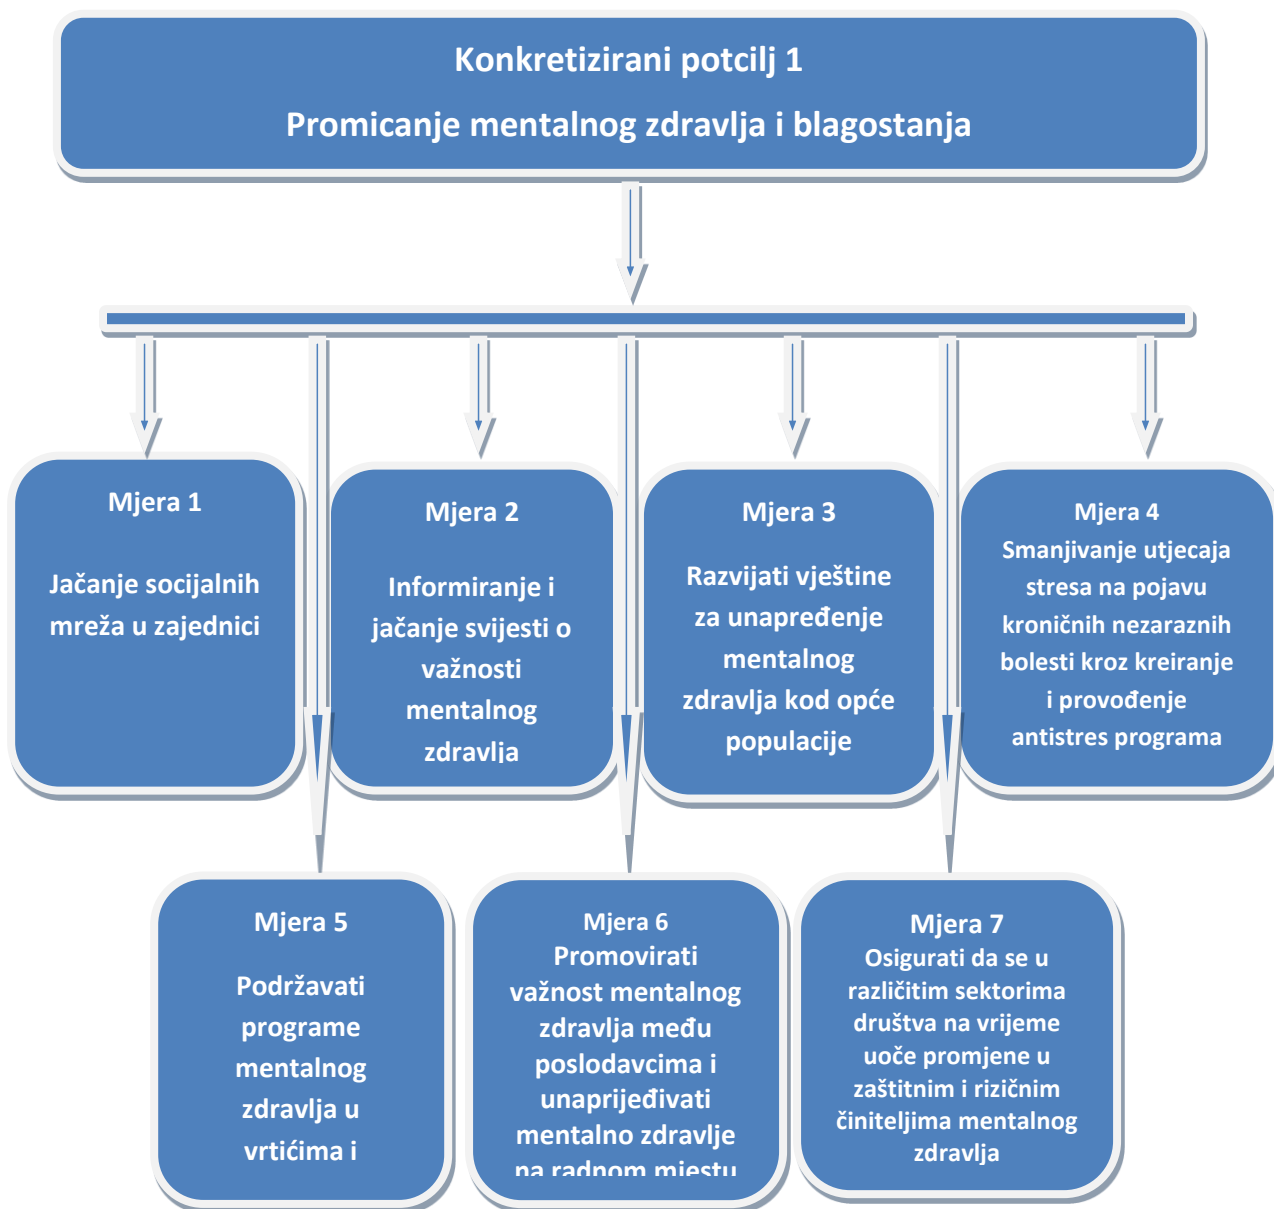 Konkretizirani potcilj 1
Promicanje mentalnog zdravlja i blagostanja
Mjera 1
Jačanje socijalnih
mreža u zajednici
Mjera 2
Informiranje i
jačanje svijesti o
važnosti
mentalnog
zdravlja
Mjera 3
Razvijati vještine
za unapređenje
mentalnog
zdravlja kod opće
populacije
Mjera 4
Smanjivanje utjecaja
stresa na pojavu
kroničnih nezaraznih
bolesti kroz kreiranje
i provođenje
antistres programa
Mjera 5
Podržavati
programe
mentalnog
zdravlja u
vrtićima i
Mjera 6
Promovirati
važnost mentalnog
zdravlja među
poslodavcima i
unaprijeđivati
mentalno zdravlje
na radnom mjestu
Mjera 7
Osigurati da se u
različitim sektorima
društva na vrijeme
uoče promjene u
zaštitnim i rizičnim
činiteljima mentalnog
zdravlja